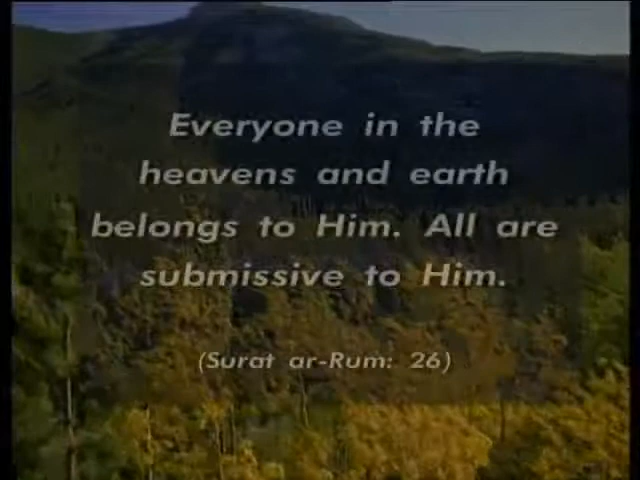 Everyone in the
heavens and earth
belongs to Him. All are
submissive to Him.
(Surat ar-Rum: 26)